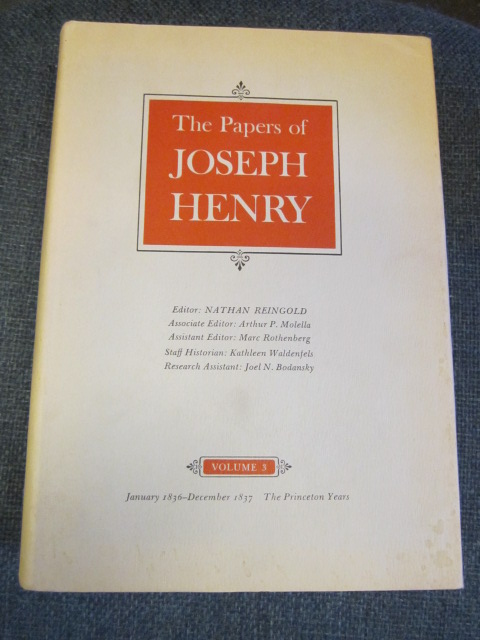 The Papers of
JOSEPH
HENRY
Editor: NATHAN REINGOLD
Associate Editor: Arthur P. Molella
Assistant Editor: Marc Rothenberg
Staff Historian: Kathleen Waldenfels
Research Assistant: Joel N. Bodansky
VOLUME 3
January 1836–December 1837 The Princeton Years